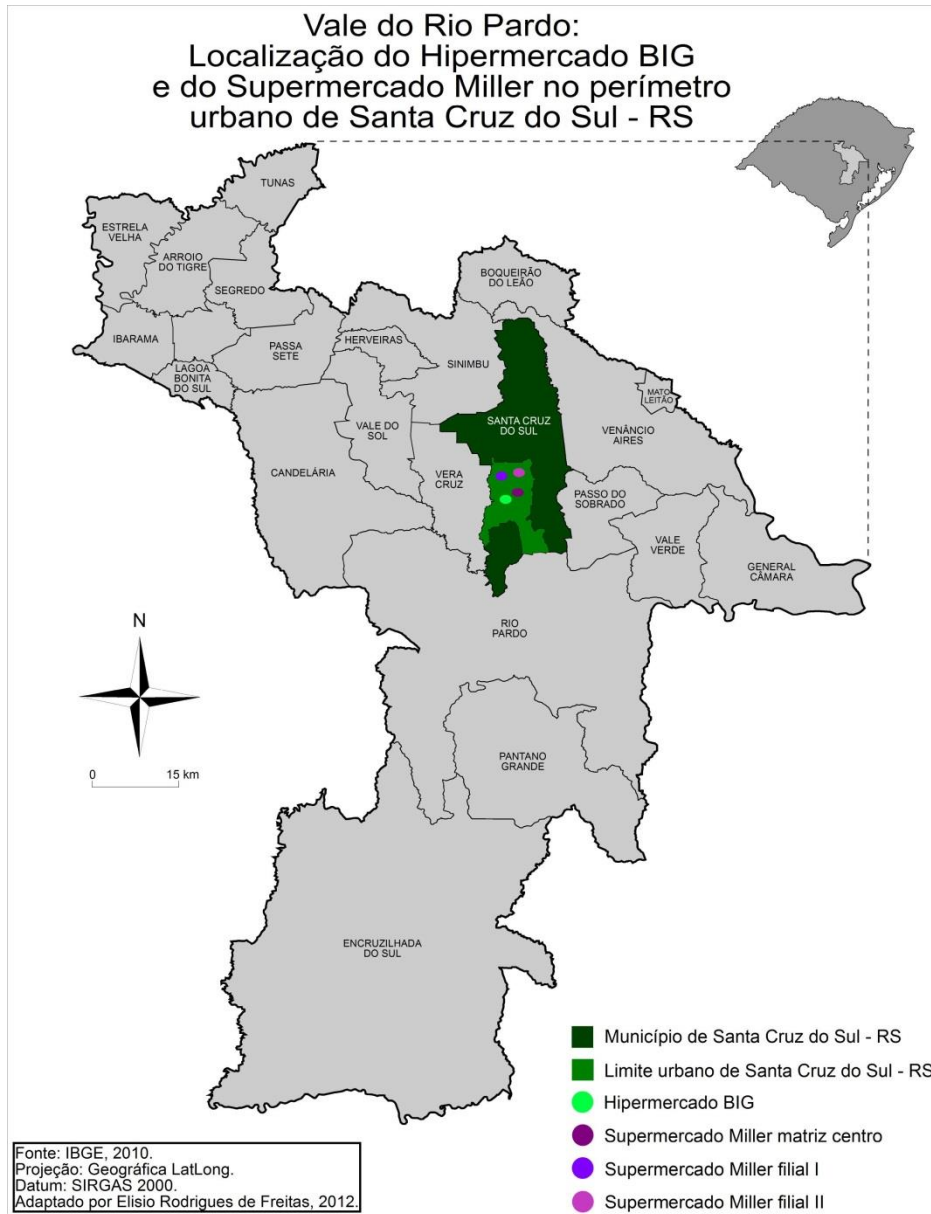 Vale do Rio Pardo:
Localização do Hipermercado BIG
e do Supermercado Miller no perímetro
urbano de Santa Cruz do Sul - RS
TUNAS
ESTRELA
VELHA
ARROIO
DO TIGRE
SEGREDO
BOQUEIRÃO
DO LEÃO
IBARAMA
PASSA
SETE
HERVEIRAS
SINIMBU
LAGOA
BONITA
DO SUL
MATO
LEITÃO
SANTA CRUZ
DO SUL
VENÂNCIO
AIRES
VALE DO
SOL
CANDELÁRIA
VERA
CRUZ
PASSO DO
SOBRADO
VALE
VERDE
GENERAL
CÂMARA
RIO
PARDO
N
0 15 km
PANTANO
GRANDE
ENCRUZILHADA
DO SUL
Município de Santa Cruz do Sul - RS
Limite urbano de Santa Cruz do Sul - RS
Hipermercado BIG
Supermercado Miller matriz centro
Supermercado Miller filial I
Supermercado Miller filial II
Fonte: IBGE, 2010.
Projeção: Geográfica LatLong.
Datum: SIRGAS 2000.
Adaptado por Elisio Rodrigues de Freitas, 2012.